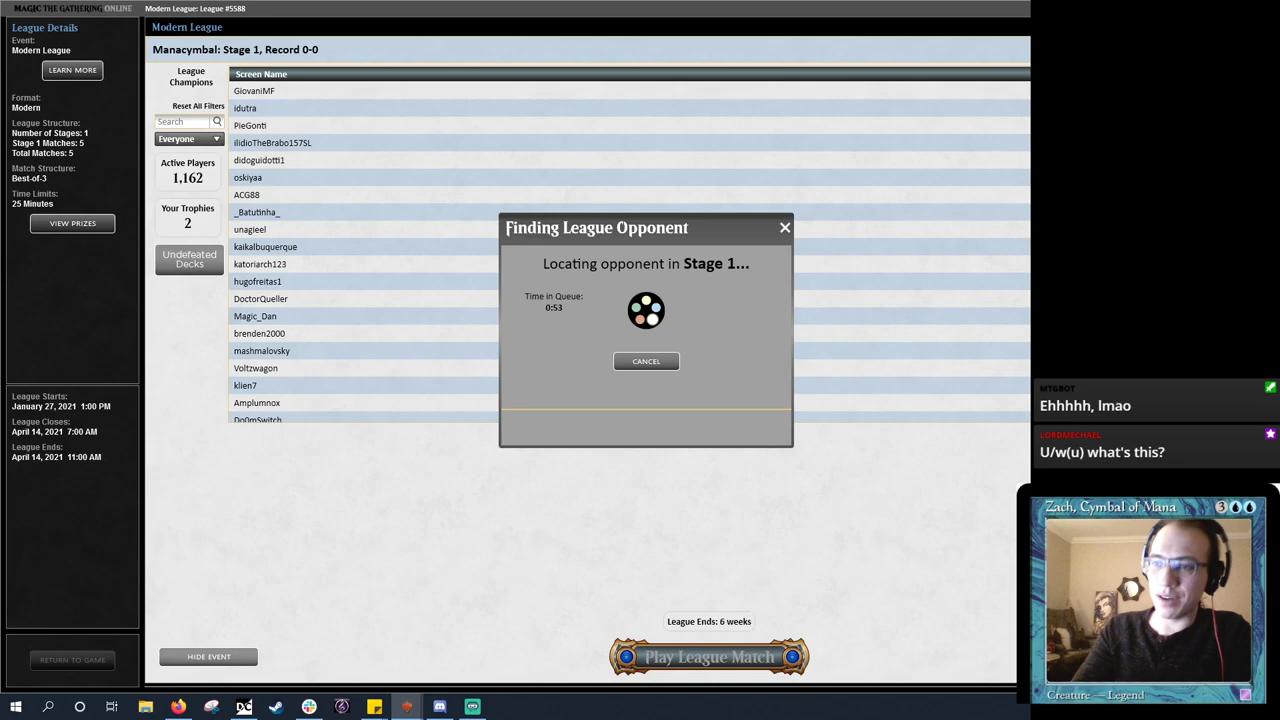 MAGIC THE GATHERING ONLINE
Modern League: League #5588
League Details
Event:
Modern League
LEARN MORE
Format:
Modern
League Structure:
Number of Stages: 1
Stage 1 Matches: 5
Total Matches: 5
Match Structure:
Best-of-3
Time Limits:
25 Minutes
VIEW PRIZES
League Starts:
January 27, 2021 1:00 PM
League Closes:
April 14, 2021 7:00 AM
League Ends:
April 14, 2021 11:00 AM
RETURN TO GAME
Modern League
Manacymbal: Stage 1, Record 0-0
League
Champions
Reset All Filters
Search
Everyone
Active Players
1,162
Your Trophies
2
Undefeated
Decks
Screen Name
GiovaniMF
idutra
PieGonti
ilidioTheBrabo157SL
didoguidotti1
oskiyaa
ACG88
_Batutinha_
unagieel
kaikalbuquerque
katoriarch123
hugofreitas1
DoctorQueller
Magic_Dan
brenden2000
mashmalovsky
Voltzwagon
klien7
Amplumnox
Do0mSwitch
Finding League Opponent
Locating opponent in Stage 1...
Time in Queue:
0:53
CANCEL
League Ends: 6 weeks
HIDE EVENT
Play League Match
MTGBOT
Ehhhhh, lmao
LORDMECHAEL
U/w(u) what's this?
Zach, Cymbal of Mana 3
Creature — Legend